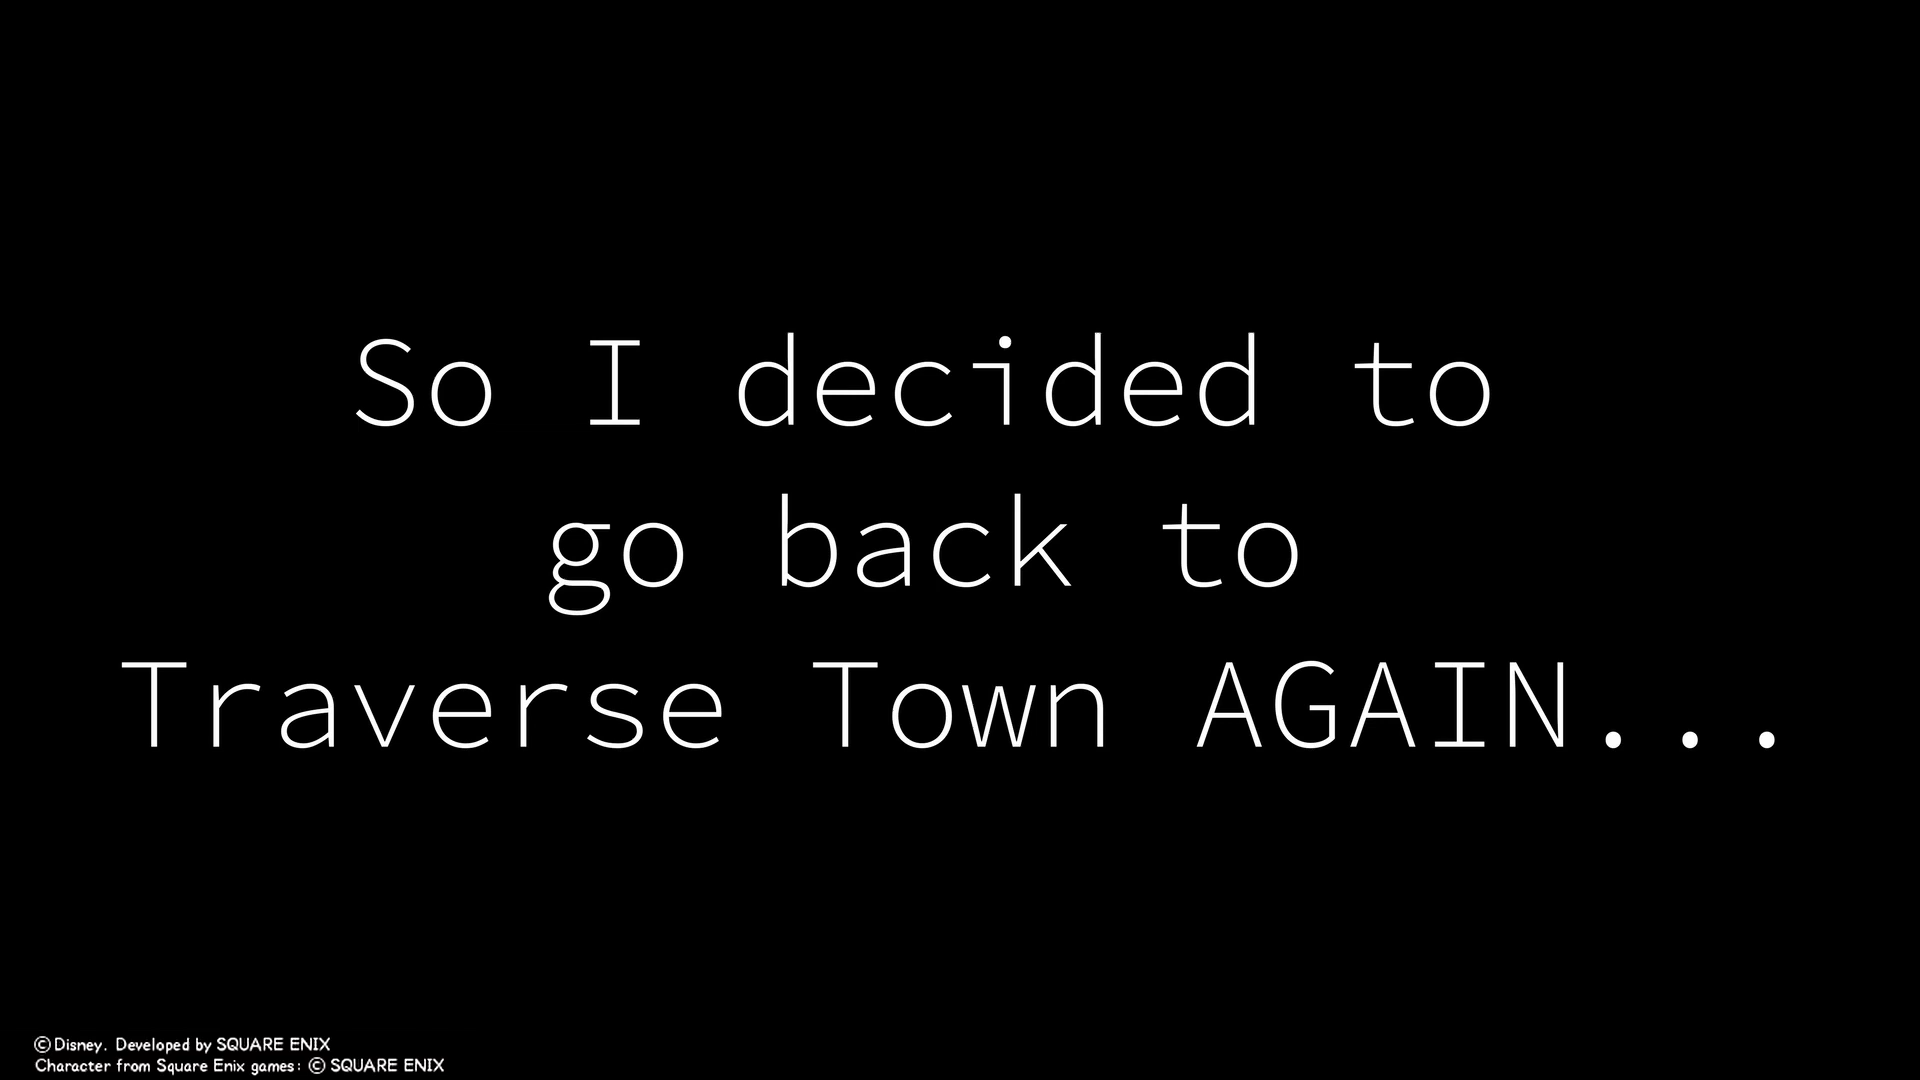 So I decided to
go back to
Traverse Town AGAIN...
©Disney. Developed by SQUARE ENIX
Character from Square Enix games: © SQUARE ENIX